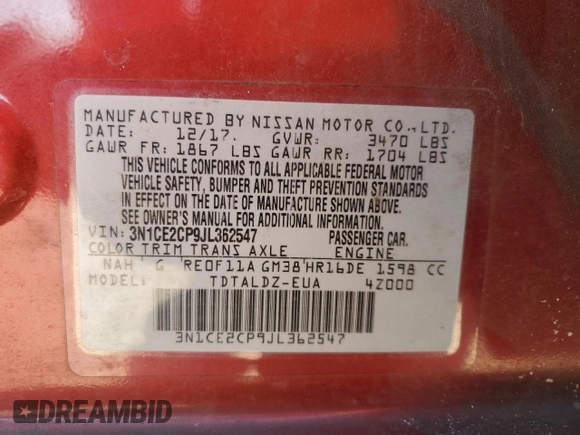 MANUFACTURED BY NISSAN MOTOR CO., LTD.
DATE: 12/17. GVWR: 3470 LBS
GAWR FR: 1867 LBS GAWR RR: 1704 LBS
THIS VEHICLE CONFORMS TO ALL APPLICABLE FEDERAL MOTOR
VEHICLE SAFETY, BUMPER AND THEFT PREVENTION STANDARDS
IN EFFECT ON THE DATE OF MANUFACTURE SHOWN ABOVE.
SEE OWNER'S MANUAL FOR ADDITIONAL INFORMATION.
VIN: 3N1CE2CP9JL362547 PASSENGER CAR.
COLOR TRIM TRANS AXLE ENGINE
NAH G RE0F11A GM38 HR16DE 1598 CC
MODEL: TDTALDZ-EUA 4Z000
3N1CE2CP9JL362547
DREAMBID